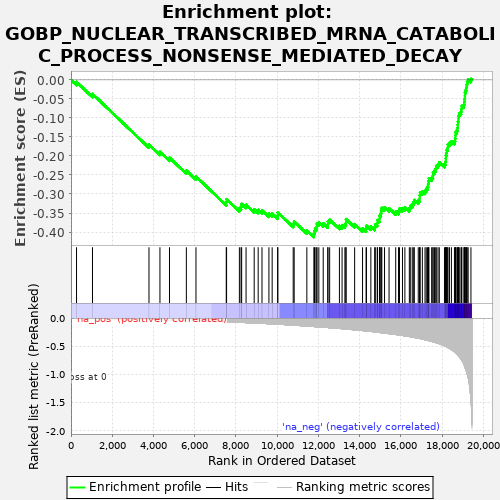 Enrichment plot:
GOBP_NUCLEAR_TRANSCRIBED_MRNA_CATABOLI
C_PROCESS_NONSENSE_MEDIATED_DECAY
Enrichment score (ES)
0.00
-0.05
-0.10
-0.15
-0.20
-0.25
-0.30
-0.35
-0.40
Ranked list metric (PreRanked)
0.0
-0.5
-1.0
-1.5
-2.0
'na_pos' (positively correlated)
oss at 0
'na_neg' (negatively correlated)
0
2,000
4,000
6,000
8,000
10,000
12,000
14,000
16,000
18,000
20,000
Rank in Ordered Dataset
Enrichment profile
Hits
Ranking metric scores